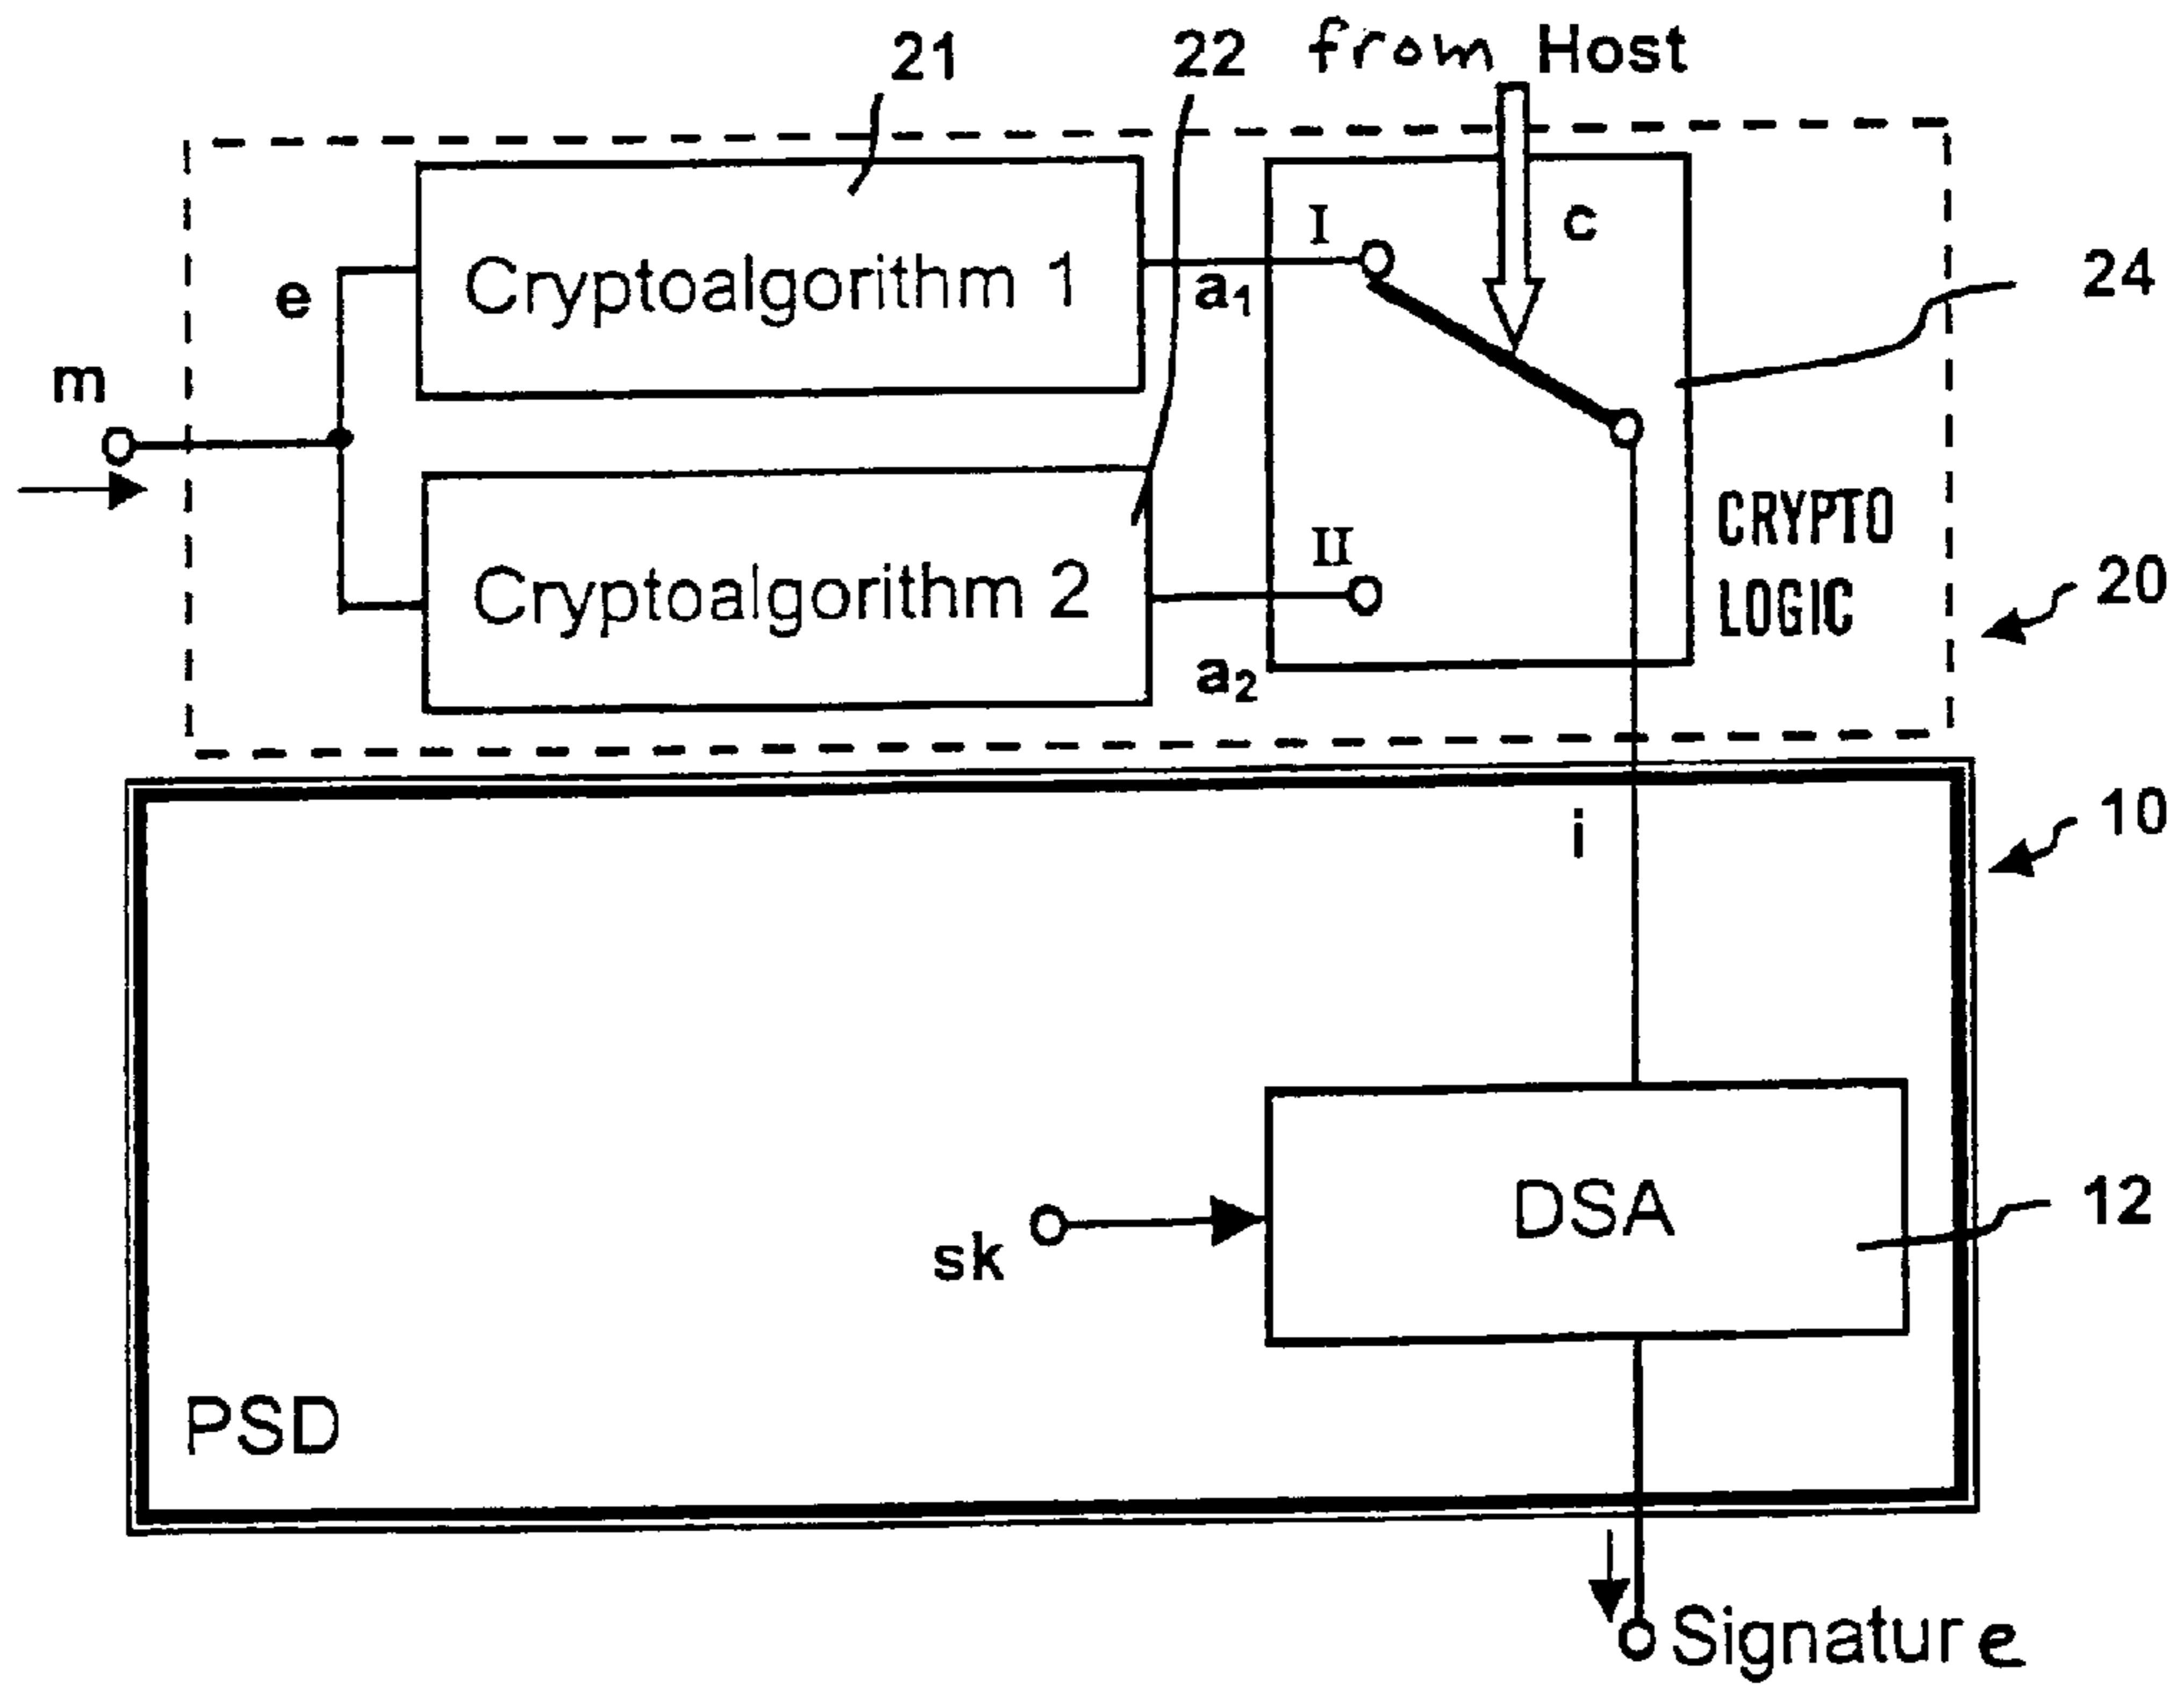 21
22
from Host
I
c
e
Cryptoalgorithm 1
a₁
24
m
CRYPTO
LOGIC
II
Cryptoalgorithm 2
20
a₂
10
i
DSA
12
sk
PSD
Signature